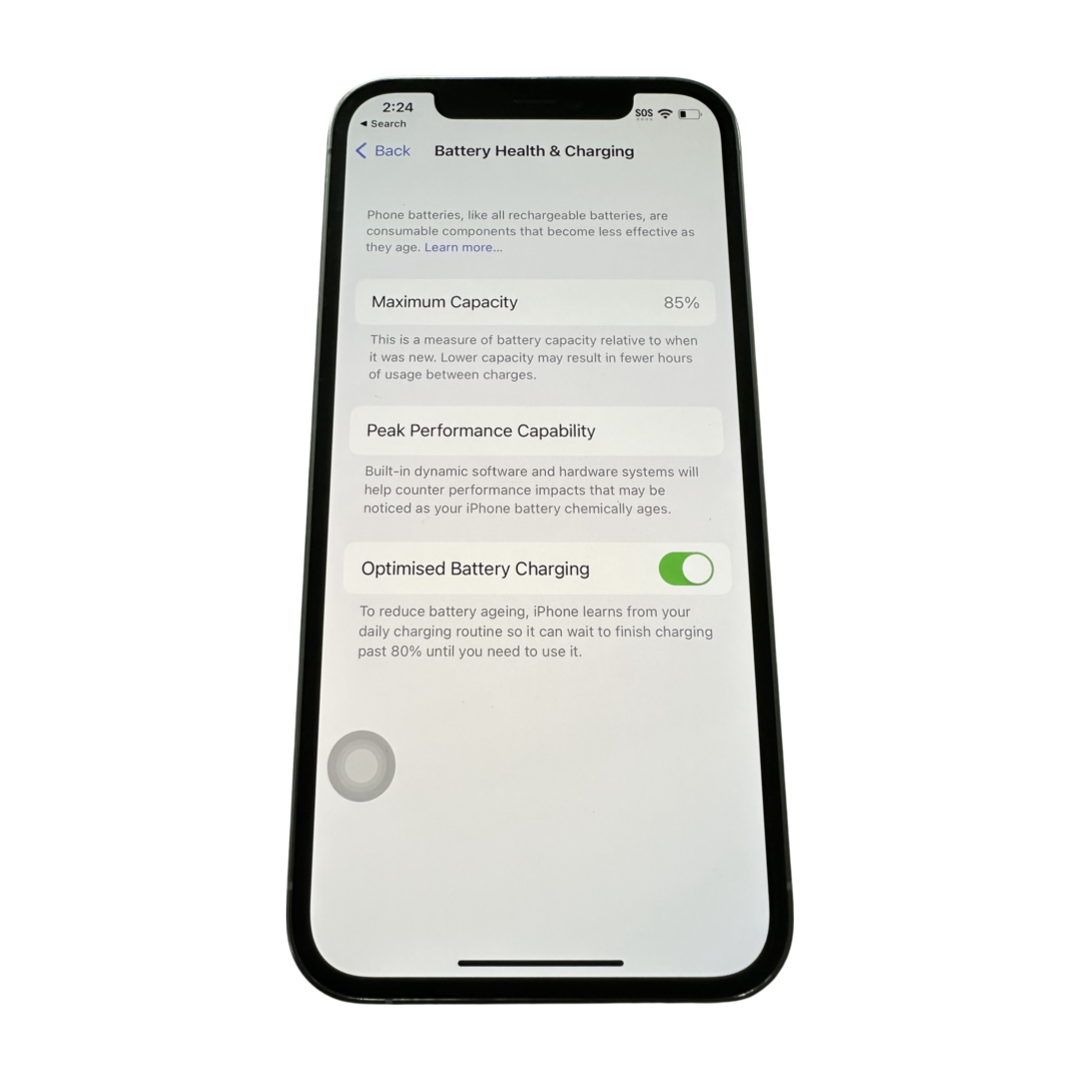 2:24
SOS
◀ Search
Back
Battery Health & Charging
Phone batteries, like all rechargeable batteries, are
consumable components that become less effective as
they age. Learn more...
Maximum Capacity 85%
This is a measure of battery capacity relative to when
it was new. Lower capacity may result in fewer hours
of usage between charges.
Peak Performance Capability
Built-in dynamic software and hardware systems will
help counter performance impacts that may be
noticed as your iPhone battery chemically ages.
Optimised Battery Charging
To reduce battery ageing, iPhone learns from your
daily charging routine so it can wait to finish charging
past 80% until you need to use it.